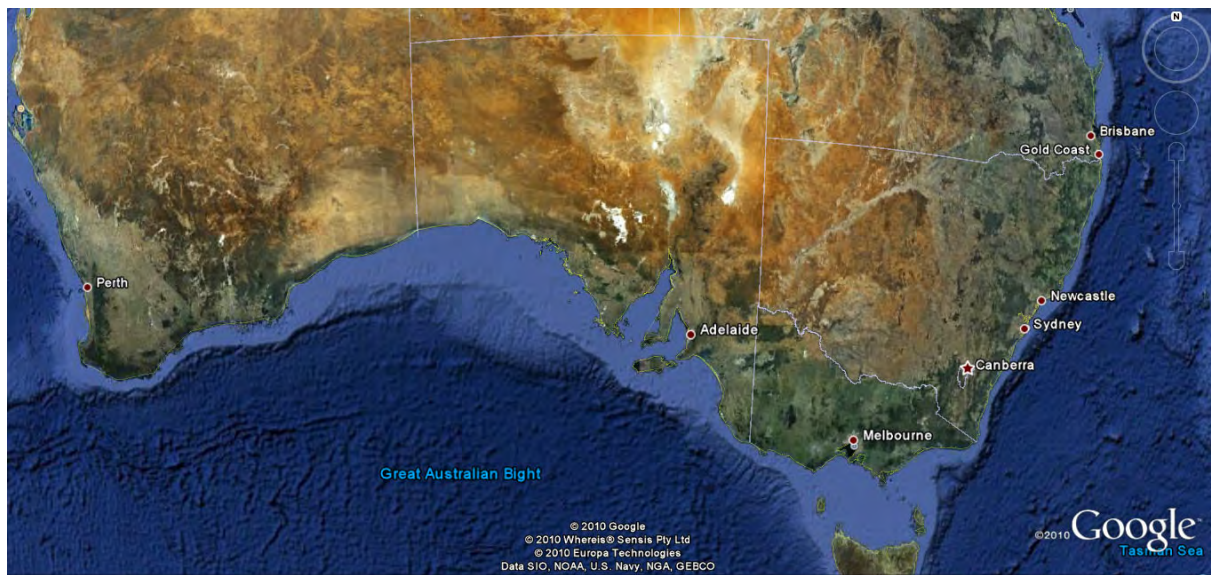 N
Brisbane
Gold Coast
Perth
Newcastle
Sydney
Adelaide
Canberra
Melbourne
Great Australian Bight
© 2010 Google
© 2010 Whereis® Sensis Pty Ltd
© 2010 Europa Technologies
Data SIO, NOAA, U.S. Navy, NGA, GEBCO
©2010 Google
Tasman Sea